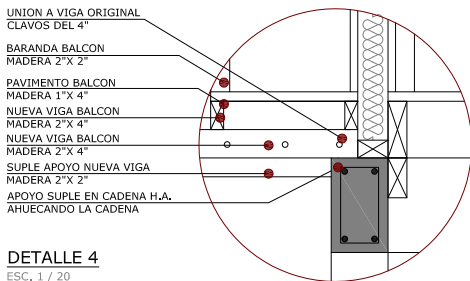 UNION A VIGA ORIGINAL
CLAVOS DEL 4"
BARANDA BALCON
MADERA 2"X 2"
PAVIMENTO BALCON
MADERA 1"X 4"
NUEVA VIGA BALCON
MADERA 2"X 4"
NUEVA VIGA BALCON
MADERA 2"X 4"
SUPLE APOYO NUEVA VIGA
MADERA 2"X 2"
APOYO SUPLE EN CADENA H.A.
AHUECANDO LA CADENA
DETALLE 4
ESC. 1 / 20